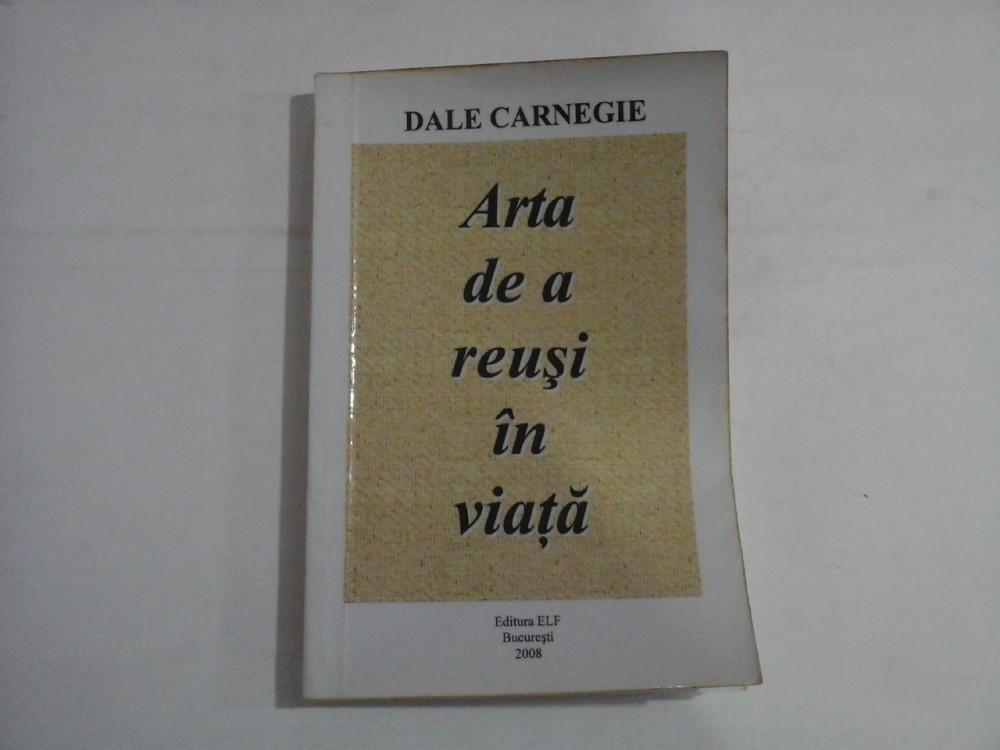 DALE CARNEGIE
Arta
de a
reuşi
în
viaţă
Editura ELF
Bucureşti
2008